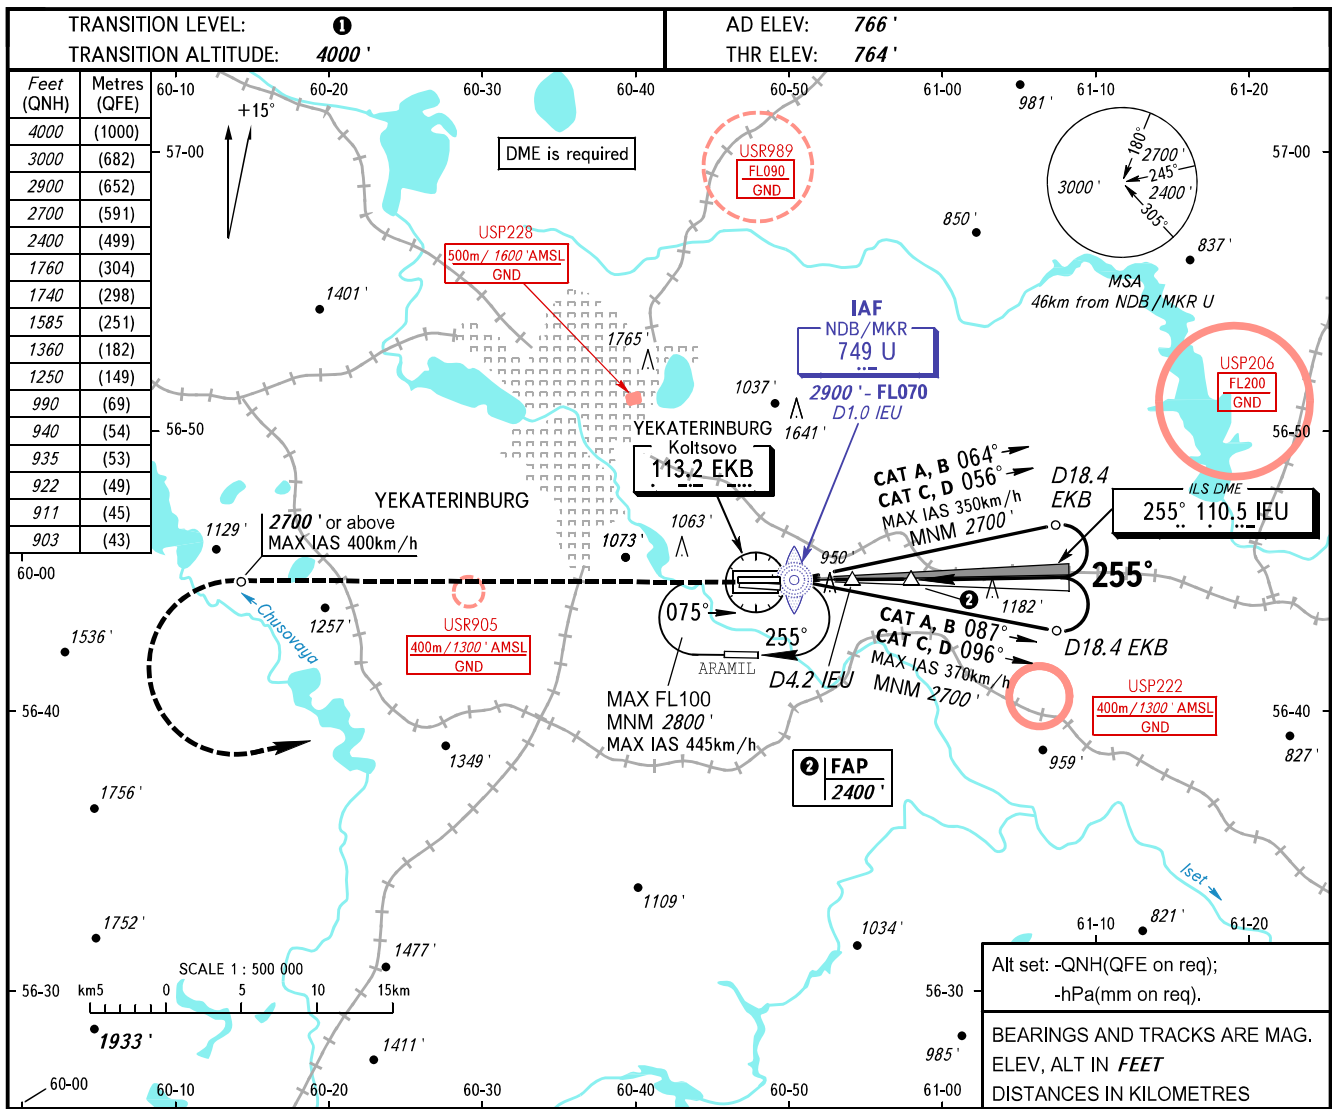 TRANSITION LEVEL: ❶
TRANSITION ALTITUDE: 4000 '
AD ELEV: 766 '
THR ELEV: 764 '
Feet (QNH) Metres (QFE)
4000 (1000)
3000 (682)
2900 (652)
2700 (591)
2400 (499)
1760 (304)
1740 (298)
1585 (251)
1360 (182)
1250 (149)
990 (69)
940 (54)
935 (53)
922 (49)
911 (45)
903 (43)
60-10 60-20 60-30 60-40 60-50 61-00 61-10 61-20
+15°
57-00
57-00
DME is required
USR989
FL090
GND
981 '
180°
2700 '
245°
2400 '
305°
3000 '
MSA
46km from NDB/MKR U
850 '
837 '
USP228
500m/1600 'AMSL
GND
1401 '
1765 '
IAF
NDB/MKR
749 U
2900 ' - FL070
D1.0 IEU
USP206
FL200
GND
1037 '
1641 '
56-50
56-50
YEKATERINBURG
Koltsovo
113.2 EKB
YEKATERINBURG
CAT A, B 064°
CAT C, D 056°
MAX IAS 350km/h
MNM 2700 '
D18.4
EKB
ILS DME
255° 110.5 IEU
2700 ' or above
MAX IAS 400km/h
1129 '
1063 '
1073 '
950 '
60-00
255°
❷
1182 '
Chusovaya
1257 '
1536 '
USR905
400m/1300 ' AMSL
GND
075°
255°
ARAMIL
D4.2 IEU
CAT A, B 087°
CAT C, D 096°
MAX IAS 370km/h
MNM 2700 '
D18.4 EKB
USP222
400m/1300 ' AMSL
GND
MAX FL100
MNM 2800 '
MAX IAS 445km/h
56-40
56-40
1349 '
959 '
827 '
❷ FAP
2400 '
1756 '
1109 '
Iset
1752 '
1477 '
1034 '
821 '
61-10 61-20
SCALE 1 : 500 000
km5 0 5 10 15km
56-30
56-30
1933 '
1411 '
985 '
Alt set: -QNH(QFE on req);
-hPa(mm on req).
BEARINGS AND TRACKS ARE MAG.
ELEV, ALT IN FEET
DISTANCES IN KILOMETRES
60-00 60-10 60-20 60-30 60-40 60-50 61-00